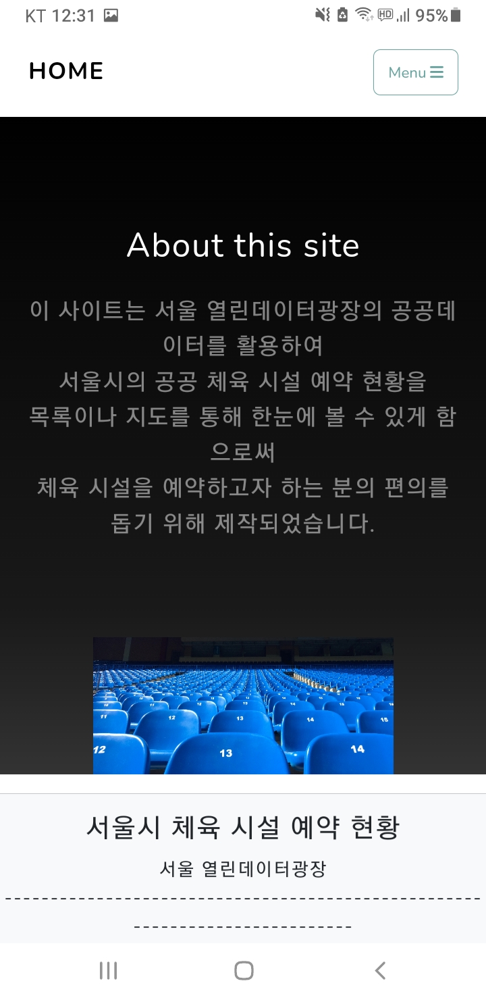 KT 12:31 HD 95%
HOME
Menu
About this site
이 사이트는 서울 열린데이터광장의 공공데
이터를 활용하여
서울시의 공공 체육 시설 예약 현황을
목록이나 지도를 통해 한눈에 볼 수 있게 함
으로써
체육 시설을 예약하고자 하는 분의 편의를
돕기 위해 제작되었습니다.
11 12 13 14 15
12 13 14
서울시 체육 시설 예약 현황
서울 열린데이터광장
----------------------------------------------------
------------------------